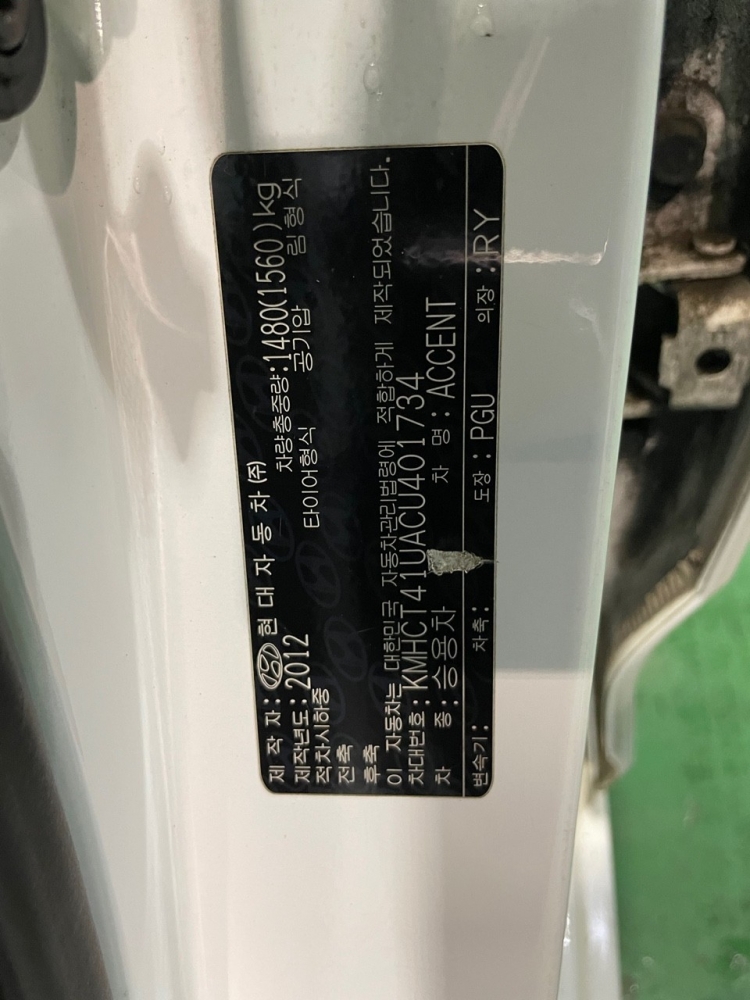 제 작 자 : 현 대 자 동 차 (주)
제작년도 : 2012 차량총중량:1480(1560)kg
적차시하중 타이어형식 공기압 림형식
전축
후축
이 자동차는 대한민국 자동차관리법령에 적합하게 제작되었습니다.
차대번호 : KMHCT41UACU401734
차 종 : 승용차 차 명 : ACCENT
변속기: 차축: 도장 : PGU 의장 : RY